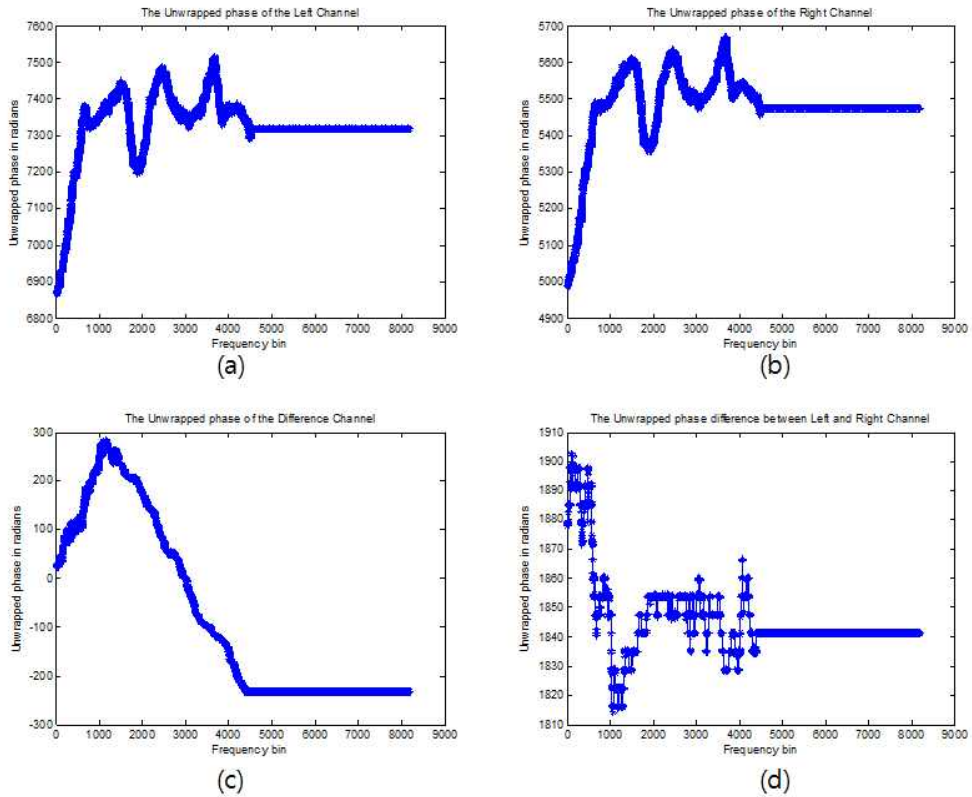 The Unwrapped phase of the Left Channel
7600
7500
7400
7300
7200
7100
7000
6900
6800
Unwrapped phase in radians
0 1000 2000 3000 4000 5000 6000 7000 8000 9000
Frequency bin
(a)
The Unwrapped phase of the Right Channel
5700
5600
5500
5400
5300
5200
5100
5000
4900
Unwrapped phase in radians
0 1000 2000 3000 4000 5000 6000 7000 8000 9000
Frequency bin
(b)
The Unwrapped phase of the Difference Channel
300
200
100
0
-100
-200
-300
Unwrapped phase in radians
0 1000 2000 3000 4000 5000 6000 7000 8000 9000
Frequency bin
(c)
The Unwrapped phase difference between Left and Right Channel
1910
1900
1890
1880
1870
1860
1850
1840
1830
1820
1810
Unwrapped phase in radians
0 1000 2000 3000 4000 5000 6000 7000 8000 9000
Frequency bin
(d)